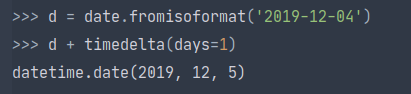 >>> d = date.fromisoformat('2019-12-04')
>>> d + timedelta(days=1)
datetime.date(2019, 12, 5)